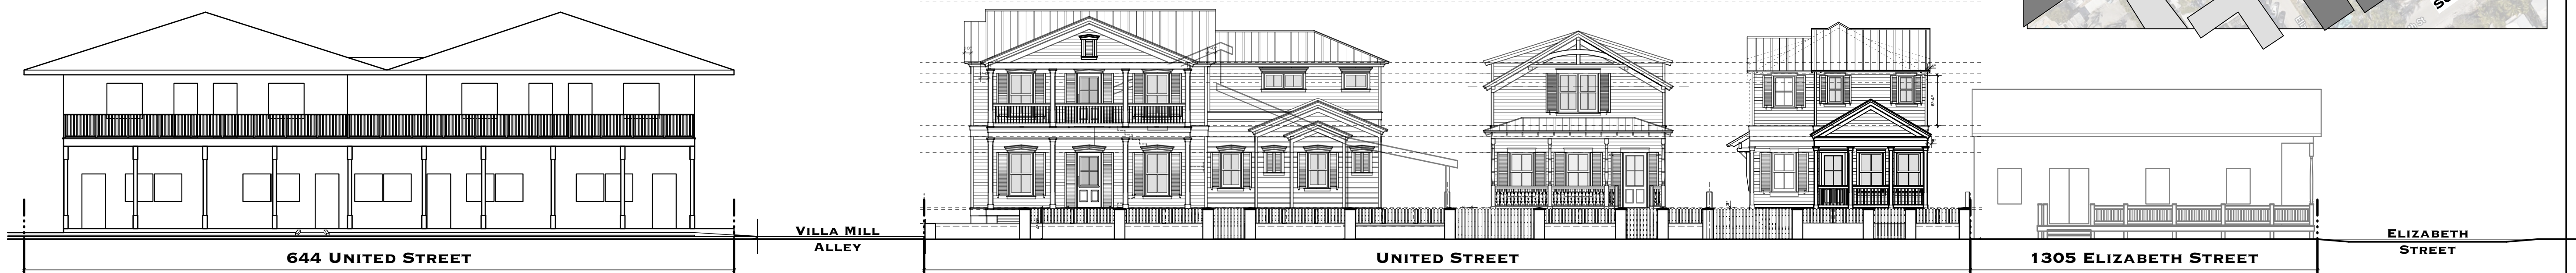 VILLA MILL
ALLEY
644 UNITED STREET
UNITED STREET
1305 ELIZABETH STREET
ELIZABETH
STREET